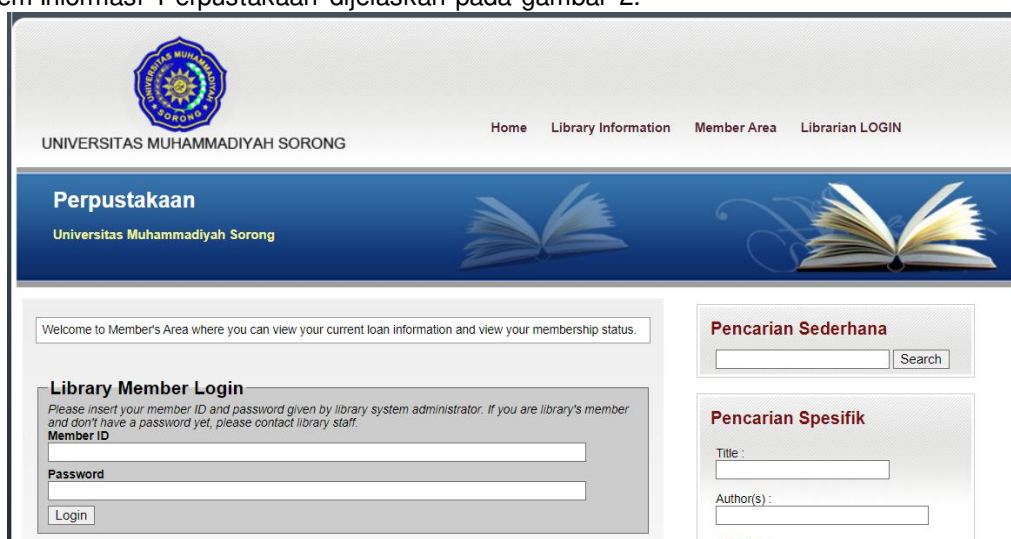 em Informasi Perpustakaan dijelaskan pada gambar 2.
UNIVERSITAS MUHAMMADIYAH
SORONG
UNIVERSITAS MUHAMMADIYAH SORONG
Home Library Information Member Area Librarian LOGIN
Perpustakaan
Universitas Muhammadiyah Sorong
Welcome to Member's Area where you can view your current loan information and view your membership status.
Library Member Login
Please insert your member ID and password given by library system administrator. If you are library's member
and don't have a password yet, please contact library staff.
Member ID
Password
Login
Pencarian Sederhana
Search
Pencarian Spesifik
Title :
Author(s) :